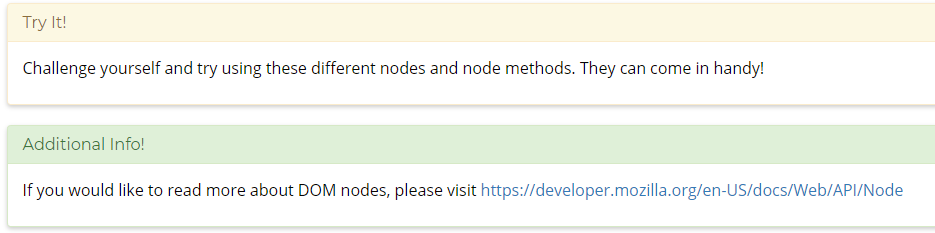 Try It!
Challenge yourself and try using these different nodes and node methods. They can come in handy!
Additional Info!
If you would like to read more about DOM nodes, please visit https://developer.mozilla.org/en-US/docs/Web/API/Node